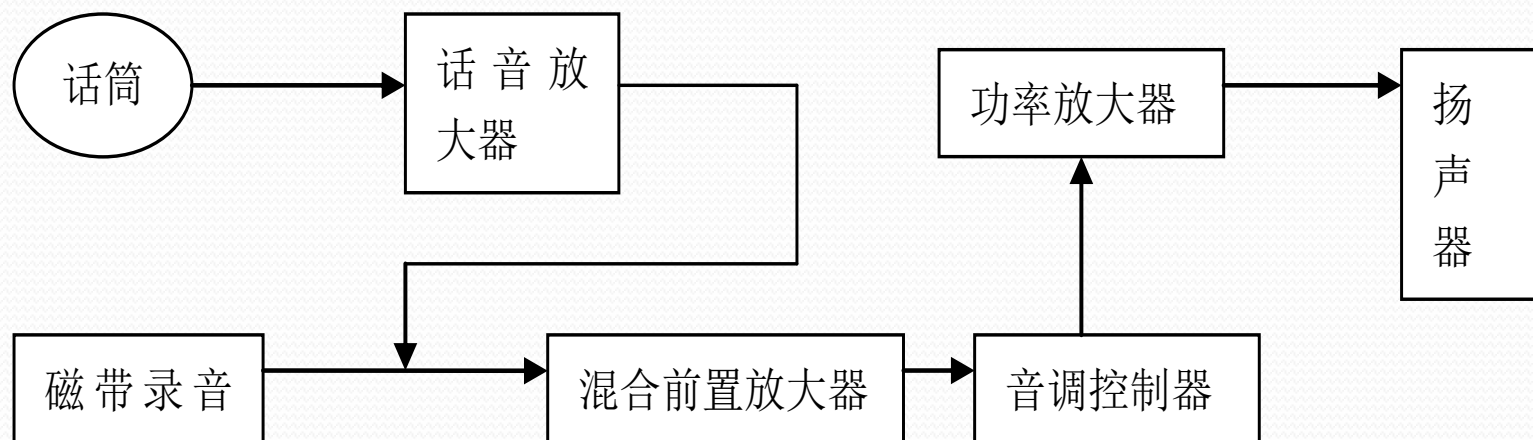 话筒
话音放
大器
功率放大器
扬
声
器
磁带录音
混合前置放大器
音调控制器